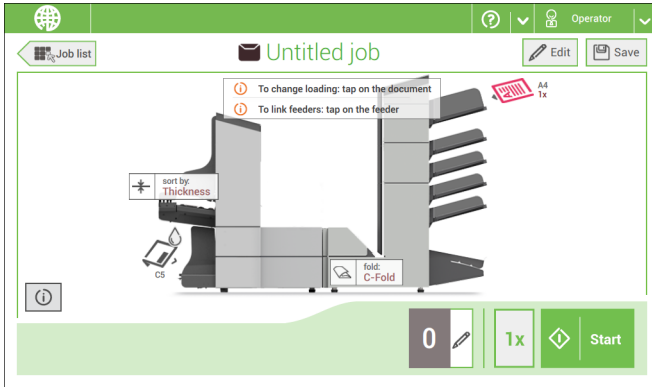 Operator
Job list
Untitled job
Edit
Save
To change loading: tap on the document
To link feeders: tap on the feeder
A4
1x
sort by:
Thickness
C5
fold:
C-Fold
0
1x
Start